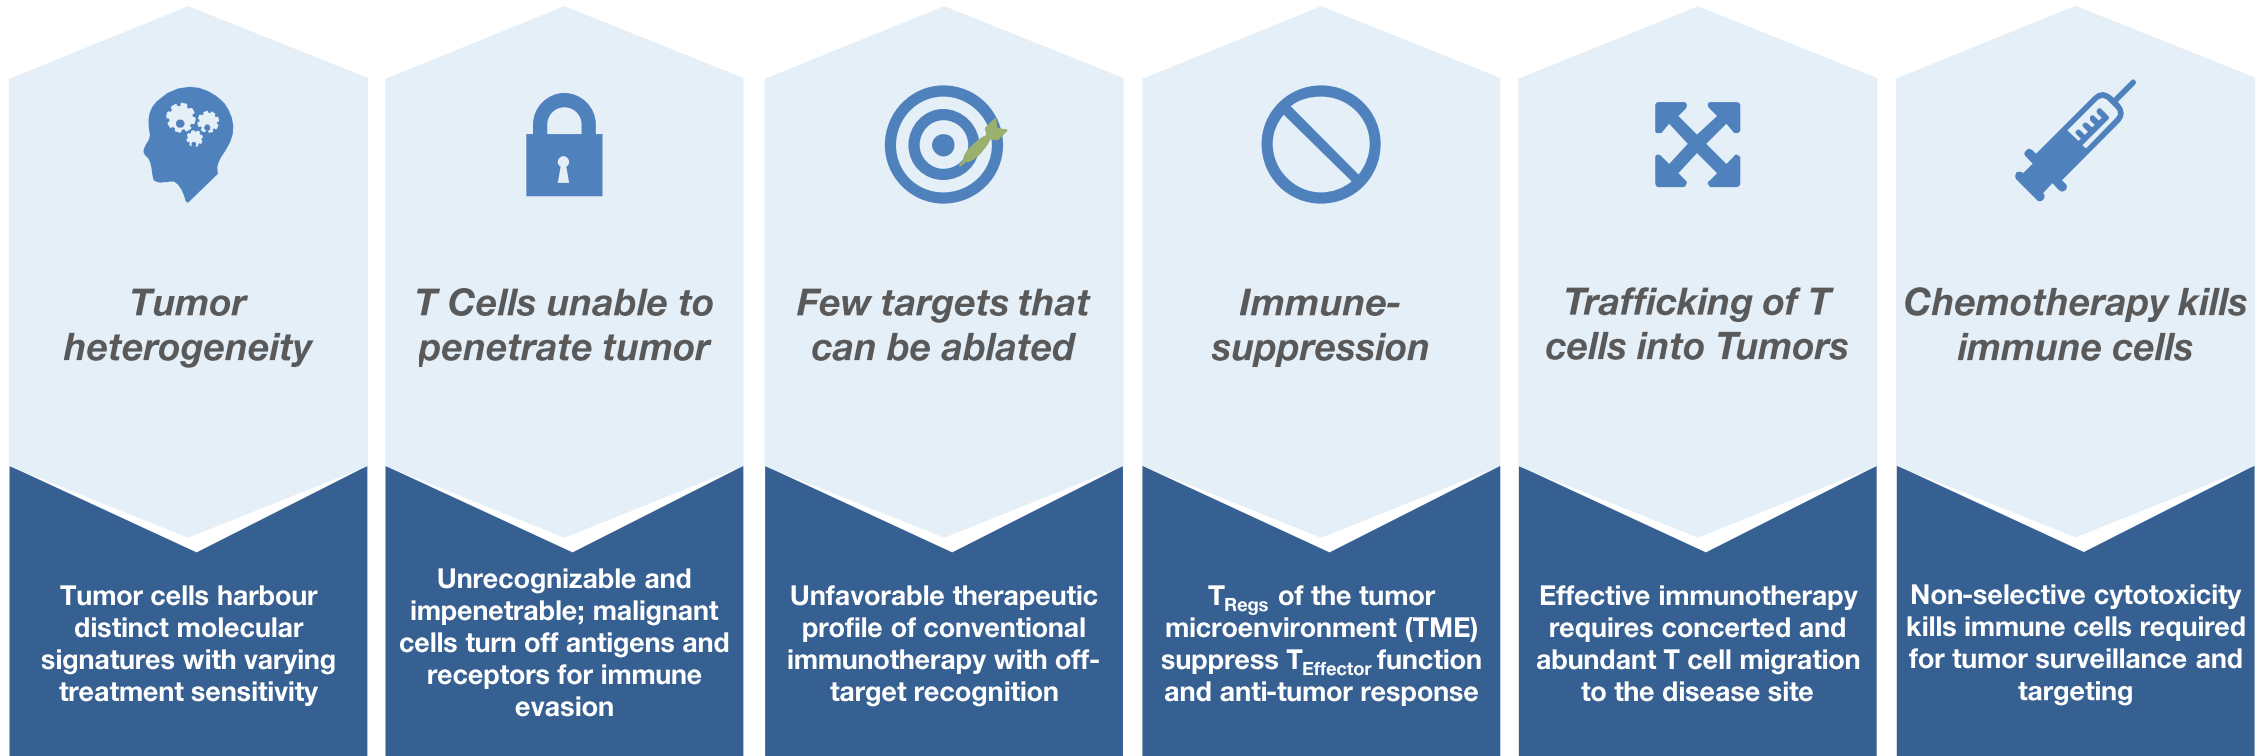 Tumor
heterogeneity
Tumor cells harbour
distinct molecular
signatures with varying
treatment sensitivity
T Cells unable to
penetrate tumor
Unrecognizable and
impenetrable; malignant
cells turn off antigens and
receptors for immune
evasion
Few targets that
can be ablated
Unfavorable therapeutic
profile of conventional
immunotherapy with off-
target recognition
Immune-
suppression
TRegs of the tumor
microenvironment (TME)
suppress TEffector function
and anti-tumor response
Trafficking of T
cells into Tumors
Effective immunotherapy
requires concerted and
abundant T cell migration
to the disease site
Chemotherapy kills
immune cells
Non-selective cytotoxicity
kills immune cells required
for tumor surveillance and
targeting